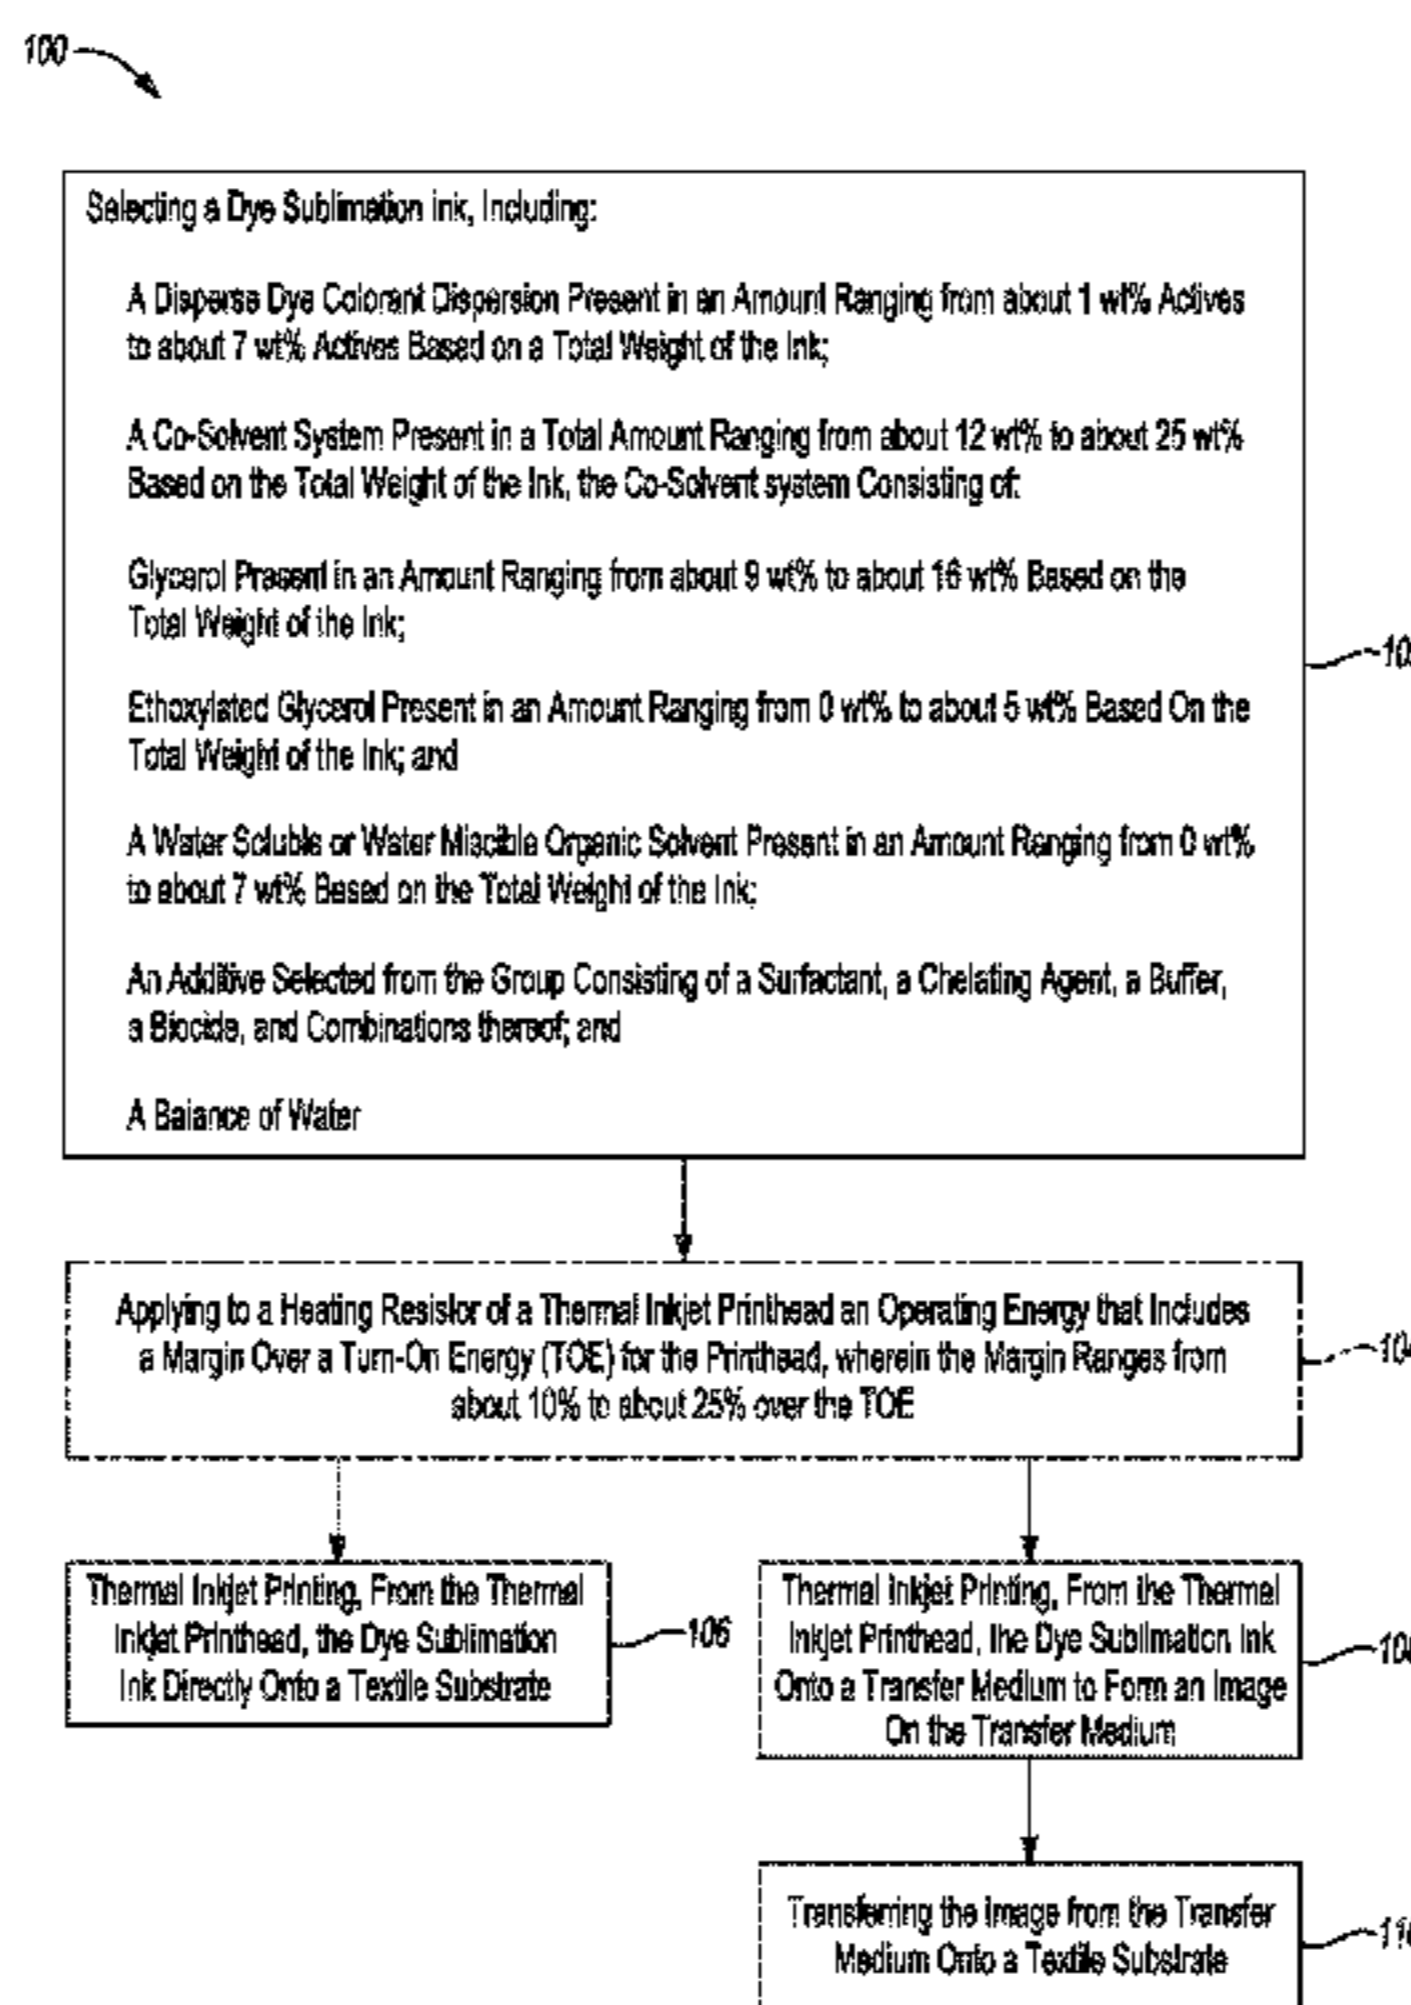 100
Selecting a Dye Sublimation ink, Including:
A Disperse Dye Colorant Dispersion Present in an Amount Ranging from about 1 wt% Actives
to about 7 wt% Actives Based on a Total Weight of the Ink;
A Co-Solvent System Present in a Total Amount Ranging from about 12 wt% to about 25 wt%
Based on the Total Weight of the Ink, the Co-Solvent system Consisting of:
Glycerol Present in an Amount Ranging from about 9 wt% to about 16 wt% Based on the
Total Weight of the Ink;
10
Ethoxylated Glycerol Present in an Amount Ranging from 0 wt% to about 5 wt% Based On the
Total Weight of the Ink; and
A Water Soluble or Water Miscible Organic Solvent Present in an Amount Ranging from 0 wt%
to about 7 wt% Based on the Total Weight of the Ink;
An Additive Selected from the Group Consisting of a Surfactant, a Chelating Agent, a Buffer,
a Biocide, and Combinations thereof; and
A Balance of Water
Applying to a Heating Resistor of a Thermal Inkjet Printhead an Operating Energy that Includes
a Margin Over a Turn-On Energy (TOE) for the Printhead, wherein the Margin Ranges from
about 10% to about 25% over the TOE
104
Thermal Inkjet Printing, From the Thermal
Inkjet Printhead, the Dye Sublimation
Ink Directly Onto a Textile Substrate
106
Thermal Inkjet Printing, From the Thermal
Inkjet Printhead, the Dye Sublimation Ink
Onto a Transfer Medium to Form an Image
On the Transfer Medium
10
Transferring the Image from the Transfer
Medium Onto a Textile Substrate
11